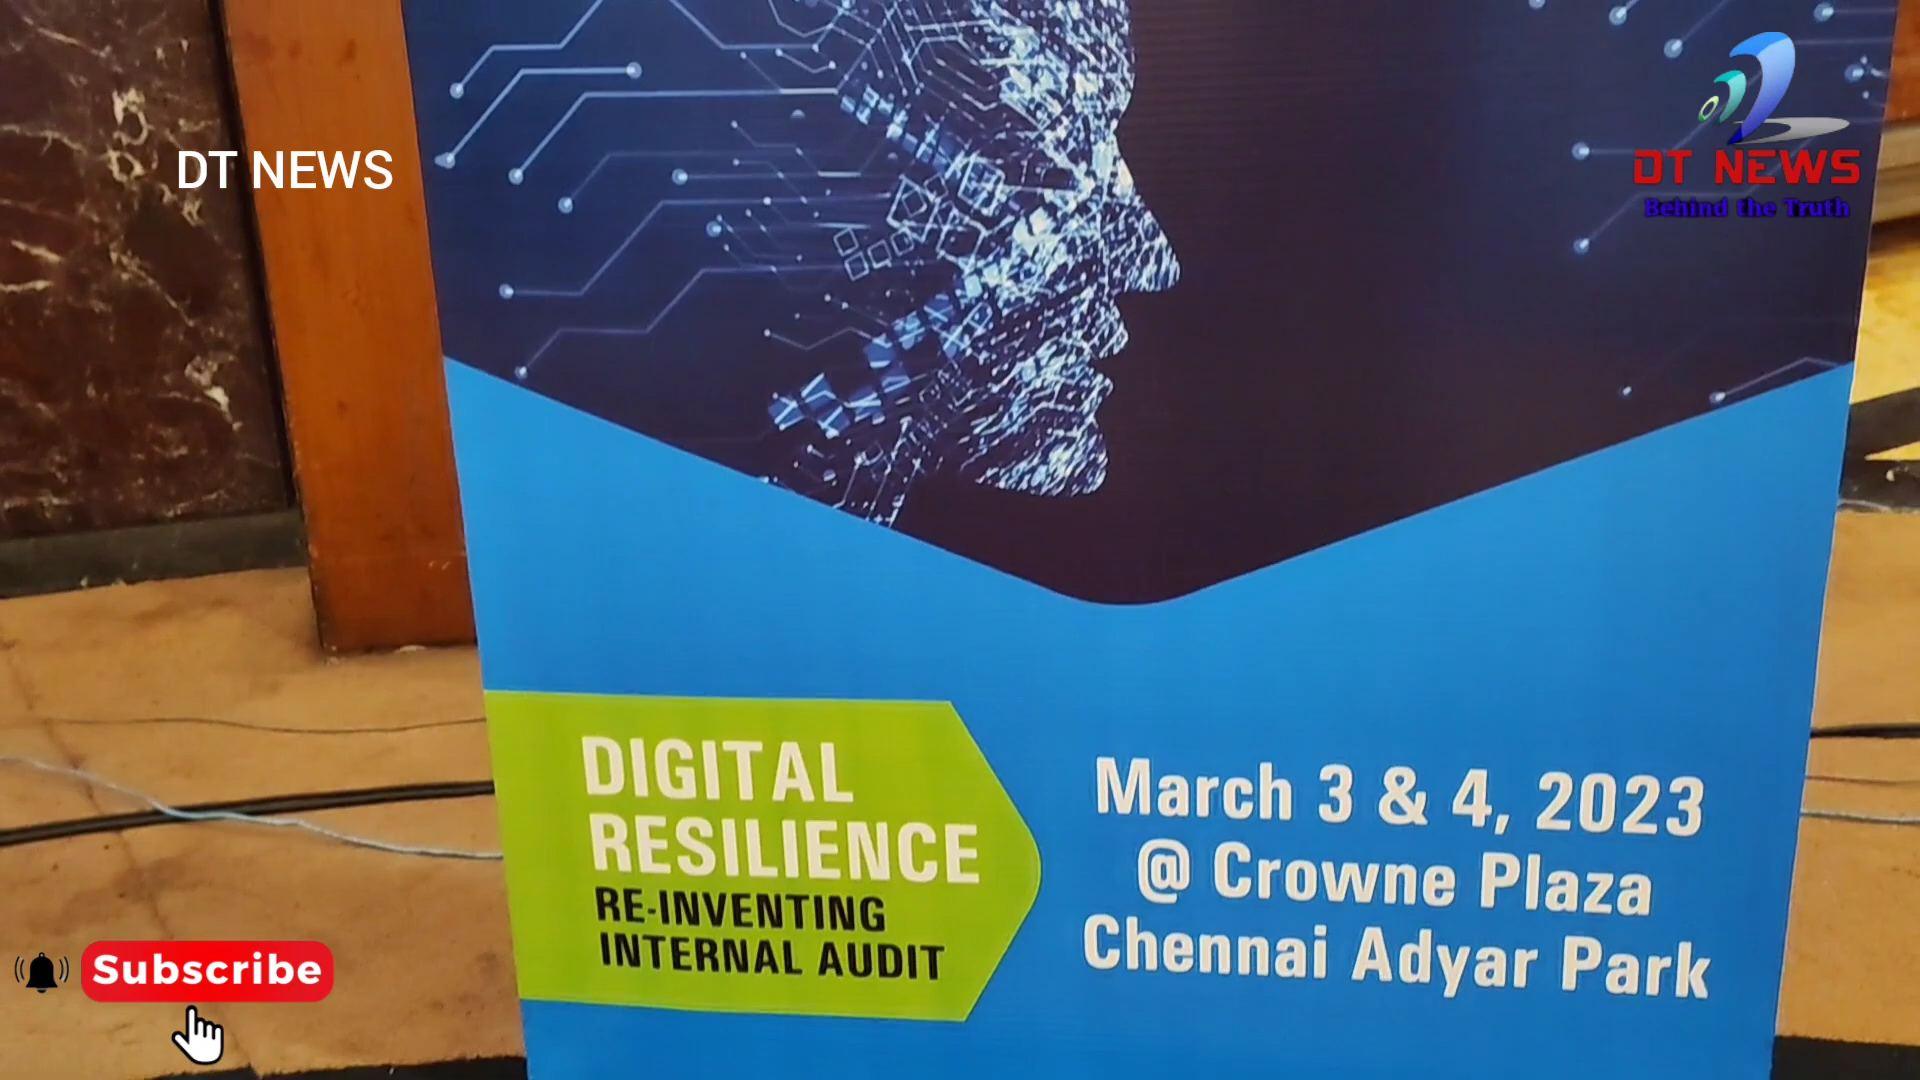 DT NEWS
DT NEWS
Behind the Truth
DIGITAL
RESILIENCE
RE-INVENTING
INTERNAL AUDIT
March 3 & 4, 2023
@ Crowne Plaza
Chennai Adyar Park
Subscribe